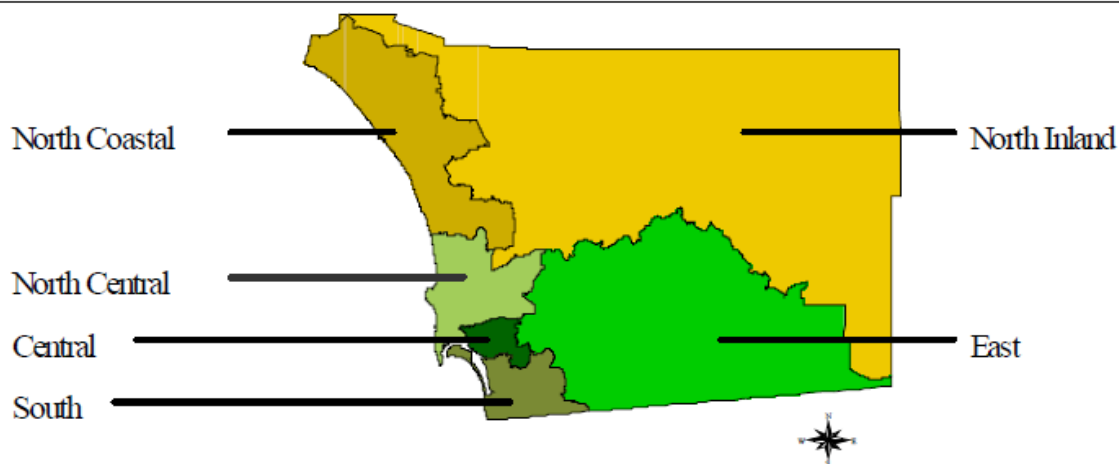 North Coastal
North Inland
North Central
Central
East
South
N
W
E
S